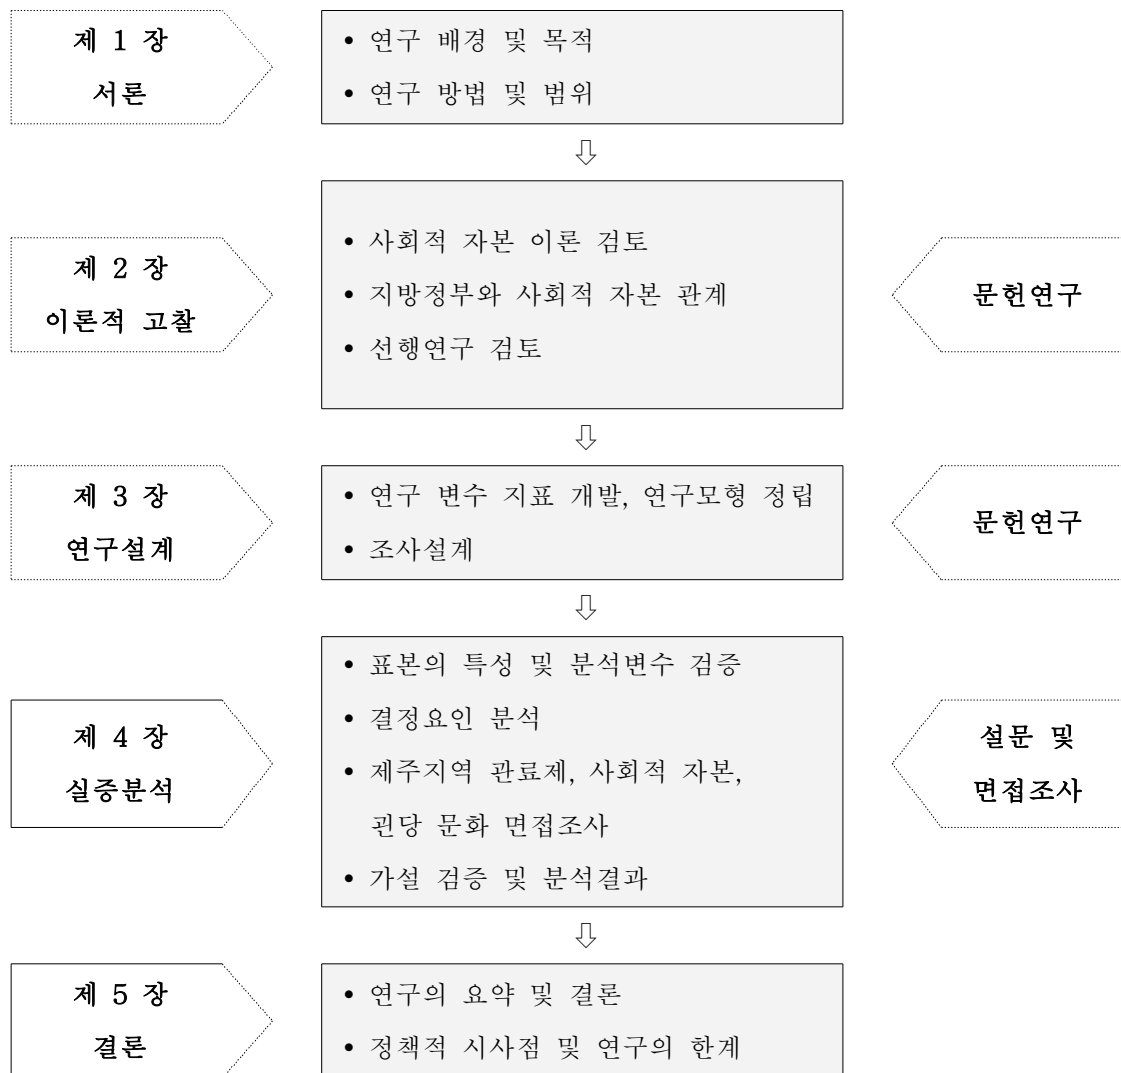 제 1 장
서론
• 연구 배경 및 목적
• 연구 방법 및 범위
⇩
제 2 장
이론적 고찰
• 사회적 자본 이론 검토
• 지방정부와 사회적 자본 관계
• 선행연구 검토
문헌연구
⇩
제 3 장
연구설계
• 연구 변수 지표 개발, 연구모형 정립
• 조사설계
문헌연구
⇩
제 4 장
실증분석
• 표본의 특성 및 분석변수 검증
• 결정요인 분석
• 제주지역 관료제, 사회적 자본,
괸당 문화 면접조사
• 가설 검증 및 분석결과
설문 및
면접조사
⇩
제 5 장
결론
• 연구의 요약 및 결론
• 정책적 시사점 및 연구의 한계